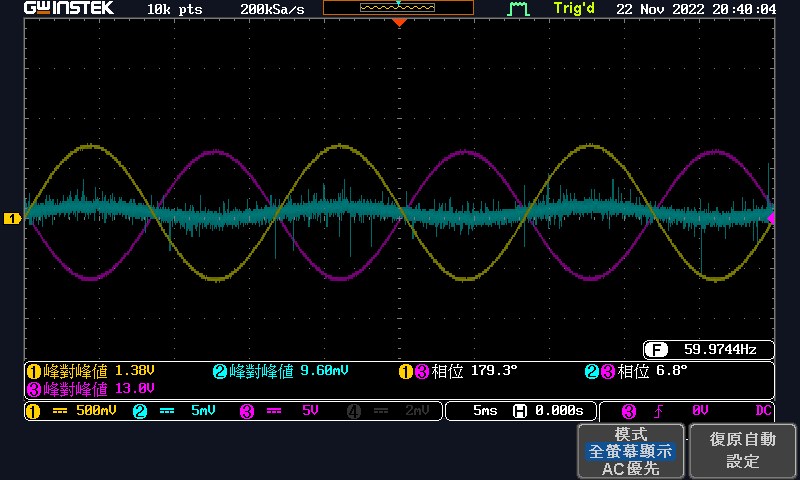 GWINSTEK 10k pts 200kSa/s Trig'd 22 Nov 2022 20:40:04
1
F 59.9744Hz
1 峰對峰值 1.38V 2 峰對峰值 9.60mV 1 3 相位 179.3° 2 3 相位 6.8°
3 峰對峰值 13.0V
1 500mV 2 5mV 3 5V 4 2mV 5ms H 0.000s 3 0V DC
模式
全螢幕顯示
AC優先
復原自動
設定